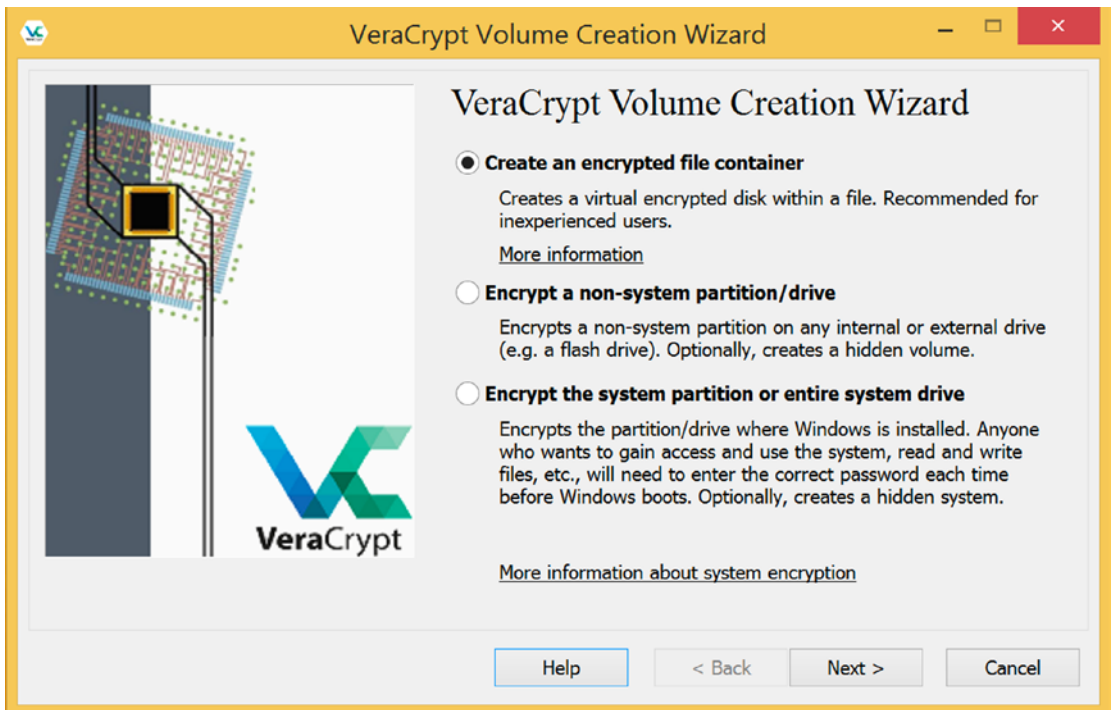 VeraCrypt Volume Creation Wizard
VeraCrypt Volume Creation Wizard
Create an encrypted file container
Creates a virtual encrypted disk within a file. Recommended for
inexperienced users.
More information
Encrypt a non-system partition/drive
Encrypts a non-system partition on any internal or external drive
(e.g. a flash drive). Optionally, creates a hidden volume.
Encrypt the system partition or entire system drive
Encrypts the partition/drive where Windows is installed. Anyone
who wants to gain access and use the system, read and write
files, etc., will need to enter the correct password each time
before Windows boots. Optionally, creates a hidden system.
VeraCrypt
More information about system encryption
Help
< Back
Next >
Cancel